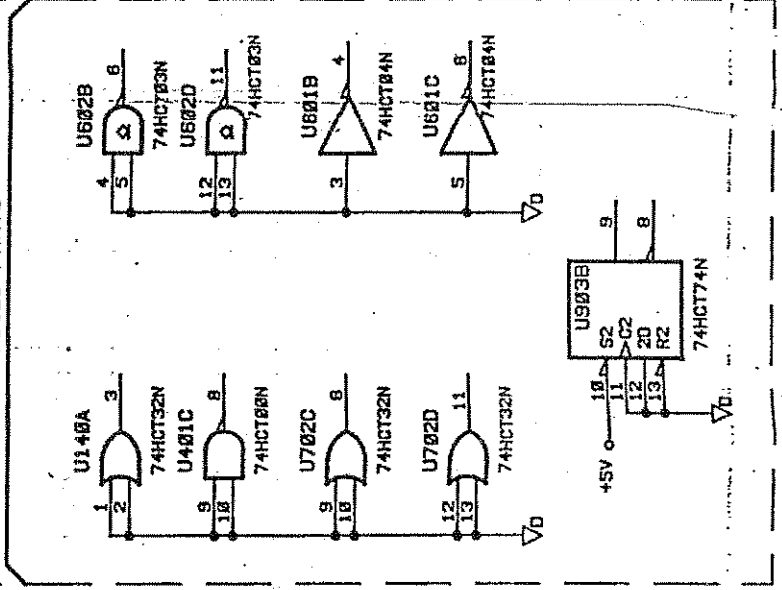 U602B
4
5
6
74HCT03N
U602D
12
13
11
74HCT03N
U601B
3
4
74HCT04N
U601C
5
6
74HCT04N
D
U140A
1
2
3
74HCT32N
U401C
9
10
8
74HCT00N
U702C
9
10
8
74HCT32N
U702D
12
13
11
74HCT32N
D
U903B
+5V
10
S2
9
11
C2
12
2D
8
13
R2
74HCT74N
D